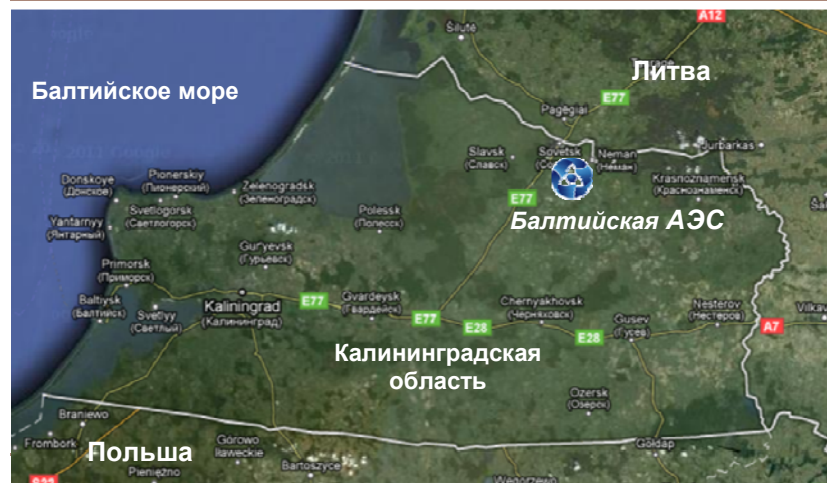 A12
Šilutė
Литва
Балтийское море
E77
Pagėgiai
Slavsk
(Славск)
Sovetsk
Neman
(Неман)
Jurbarkas
Donskoye
(Донское)
Pionerskiy
(Пионерский)
Zelenogradsk
(Зеленоградск)
Krasnoznamensk
(Краснознаменск)
E77
Svetlogorsk
(Светлогорск)
Polessk
(Полесск)
Yantarnyy
(Янтарный)
Балтийская АЭС
Gur'yevsk
(Гурьевск)
Primorsk
(Приморск)
Baltiysk
(Балтийск)
Svetlyy
(Светлый)
Kaliningrad
(Калининград)
E77
Gvardeysk
(Гвардейск)
E77
E28
Chernyakhovsk
(Черняховск)
E28
Gusev
(Гусев)
Nesterov
(Нестеров)
A7
Калининградская
область
Ozersk
(Озёрск)
Braniewo
Frombork
Польша
Pieniężno
Górowo
Iławeckie
Bartoszyce
Gołdap
Węgorzewo